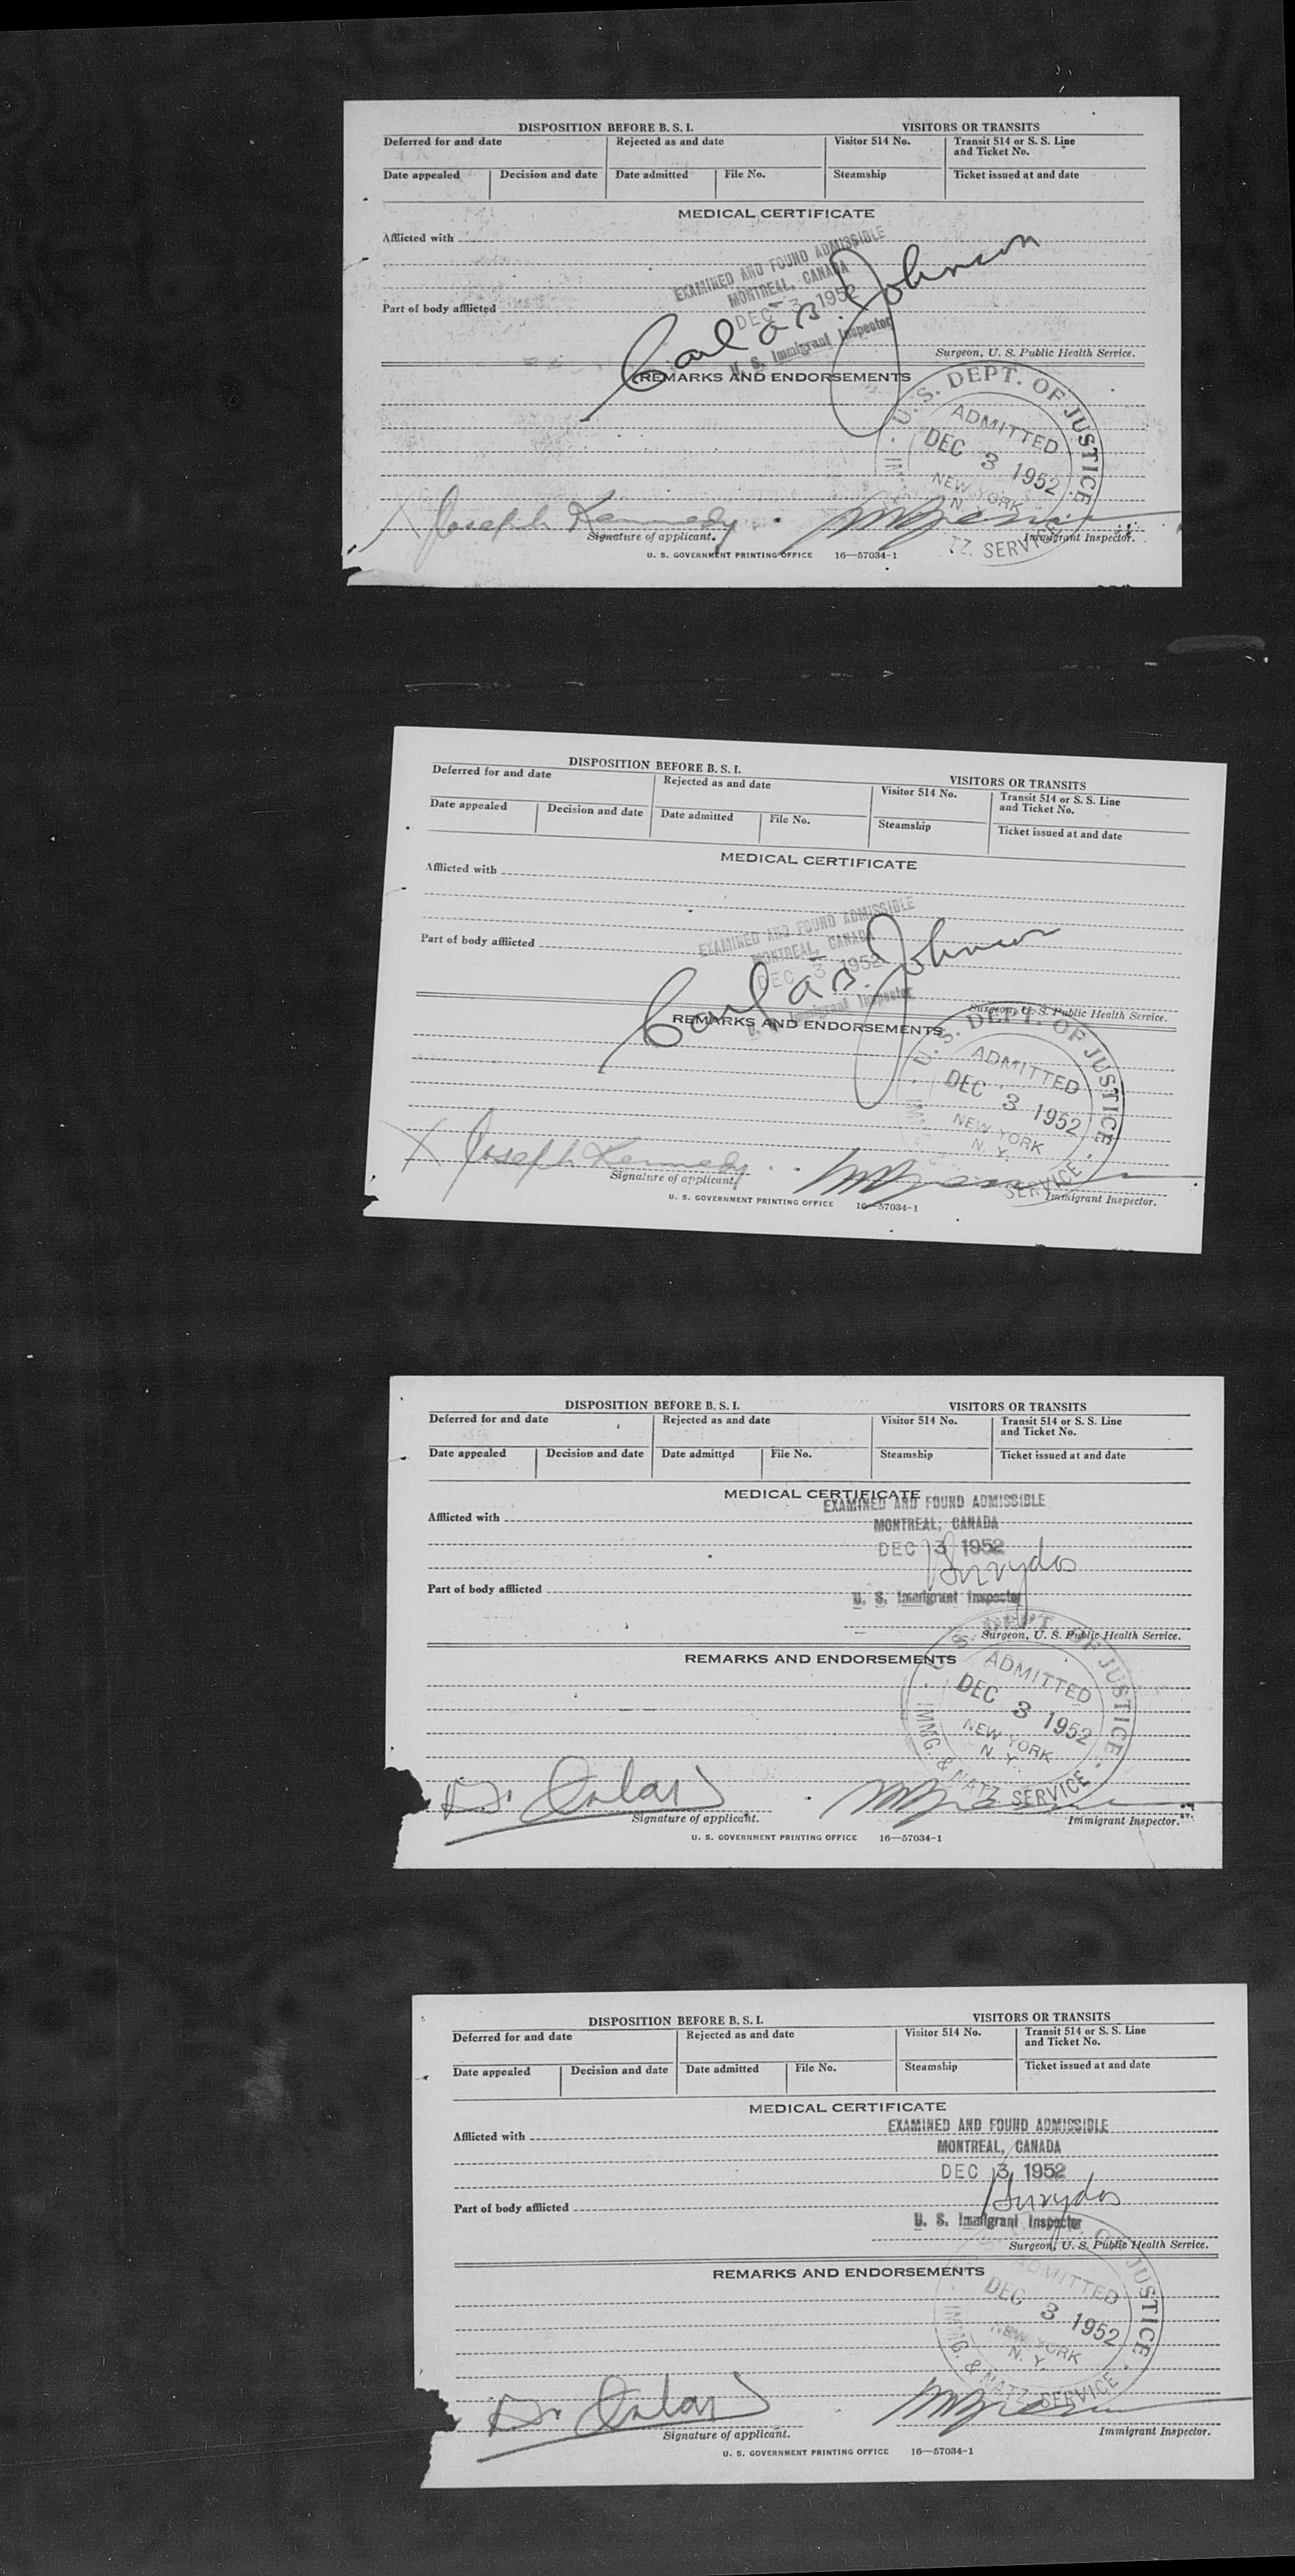 DISPOSITION BEFORE B. S. I. VISITORS OR TRANSITS
Deferred for and date Rejected as and date Visitor 514 No. Transit 514 or S. S. Line and Ticket No.
Date appealed Decision and date Date admitted File No. Steamship Ticket issued at and date
MEDICAL CERTIFICATE
Afflicted with
EXAMINED AND FOUND ADMISSIBLE
MONTREAL, CANADA
DEC 3 1952
Part of body afflicted
Carl A B. Johnson
U. S. Immigrant Inspector
Surgeon, U. S. Public Health Service.
REMARKS AND ENDORSEMENTS
U. S. DEPT. OF JUSTICE
ADMITTED
DEC 3 1952
NEW YORK
N.
TZ. SERVICE
Joseph Kennedy
Signature of applicant. Immigrant Inspector.
U. S. GOVERNMENT PRINTING OFFICE 16—57034-1
DISPOSITION BEFORE B. S. I. VISITORS OR TRANSITS
Deferred for and date Rejected as and date Visitor 514 No. Transit 514 or S. S. Line and Ticket No.
Date appealed Decision and date Date admitted File No. Steamship Ticket issued at and date
MEDICAL CERTIFICATE
Afflicted with
EXAMINED AND FOUND ADMISSIBLE
MONTREAL, CANADA
DEC 3 1952
Part of body afflicted
Carl A B. Johnson
U. S. Immigrant Inspector
Surgeon, U. S. Public Health Service.
REMARKS AND ENDORSEMENTS
U. S. DEPT. OF JUSTICE
ADMITTED
DEC 3 1952
NEW YORK
N. Y.
SERVICE
X Joseph Kennedy
Signature of applicant. Immigrant Inspector.
U. S. GOVERNMENT PRINTING OFFICE 16—57034-1
DISPOSITION BEFORE B. S. I. VISITORS OR TRANSITS
Deferred for and date Rejected as and date Visitor 514 No. Transit 514 or S. S. Line and Ticket No.
Date appealed Decision and date Date admitted File No. Steamship Ticket issued at and date
MEDICAL CERTIFICATE
EXAMINED AND FOUND ADMISSIBLE
Afflicted with
MONTREAL, CANADA
DEC 3 1952
Part of body afflicted
U. S. Immigrant Inspector
Surgeon, U. S. Public Health Service.
REMARKS AND ENDORSEMENTS
U. S. DEPT. OF JUSTICE
ADMITTED
DEC 3 1952
NEW YORK
N. Y.
IMMG. & NATZ. SERVICE
Signature of applicant. Immigrant Inspector.
U. S. GOVERNMENT PRINTING OFFICE 16—57034-1
DISPOSITION BEFORE B. S. I. VISITORS OR TRANSITS
Deferred for and date Rejected as and date Visitor 514 No. Transit 514 or S. S. Line and Ticket No.
Date appealed Decision and date Date admitted File No. Steamship Ticket issued at and date
MEDICAL CERTIFICATE
EXAMINED AND FOUND ADMISSIBLE
Afflicted with
MONTREAL, CANADA
DEC 3 1952
Part of body afflicted
U. S. Immigrant Inspector
Surgeon, U. S. Public Health Service.
REMARKS AND ENDORSEMENTS
OF JUSTICE
ADMITTED
DEC 3 1952
NEW YORK
N. Y.
IMMG. & NATZ. SERVICE
Signature of applicant. Immigrant Inspector.
U. S. GOVERNMENT PRINTING OFFICE 16—57034-1